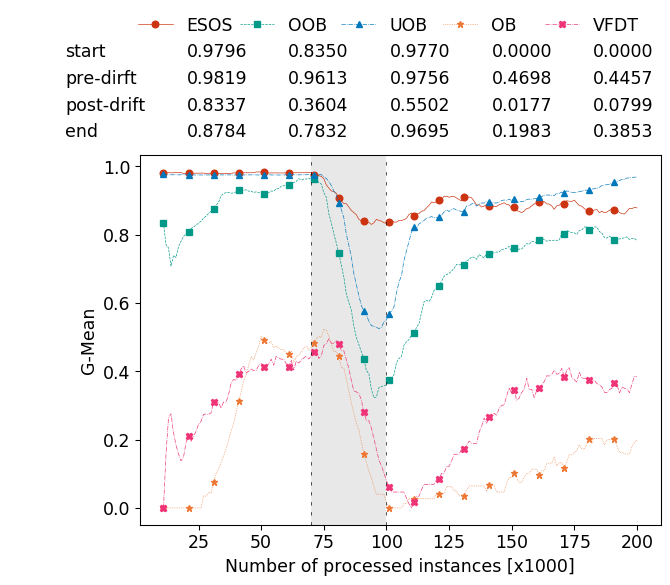 ESOS OOB UOB OB VFDT
start 0.9796 0.8350 0.9770 0.0000 0.0000
pre-dirft 0.9819 0.9613 0.9756 0.4698 0.4457
post-drift 0.8337 0.3604 0.5502 0.0177 0.0799
end 0.8784 0.7832 0.9695 0.1983 0.3853
1.0
0.8
0.6
0.4
0.2
0.0
G-Mean
25 50 75 100 125 150 175 200
Number of processed instances [x1000]